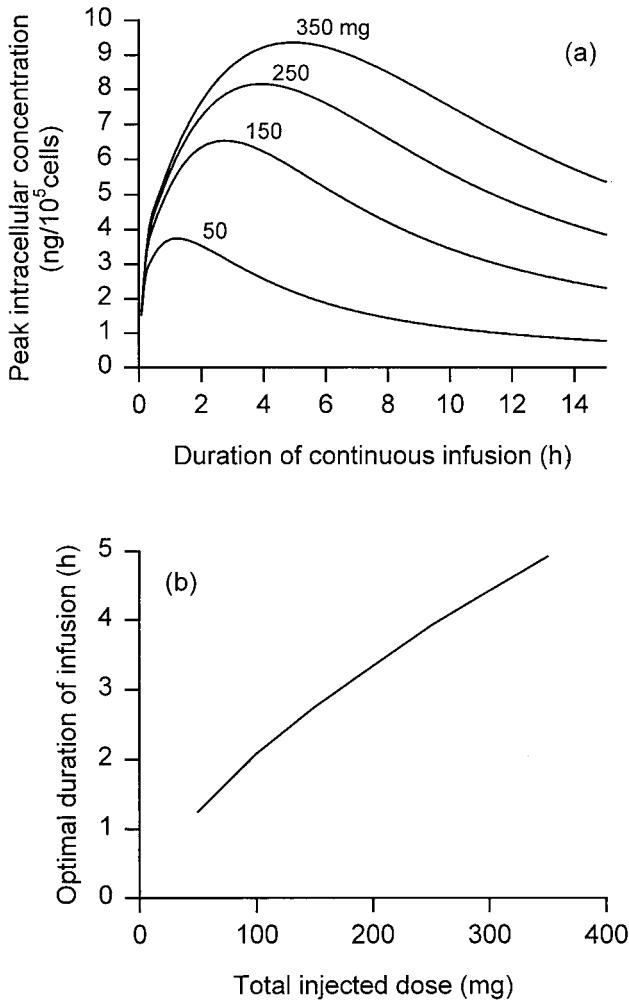 Peak intracellular concentration
(ng/10⁵cells)
10
9
8
7
6
5
4
3
2
1
0
350 mg
250
150
50
(a)
0 2 4 6 8 10 12 14
Duration of continuous infusion (h)
Optimal duration of infusion (h)
5
4
3
2
1
0
(b)
0 100 200 300 400
Total injected dose (mg)